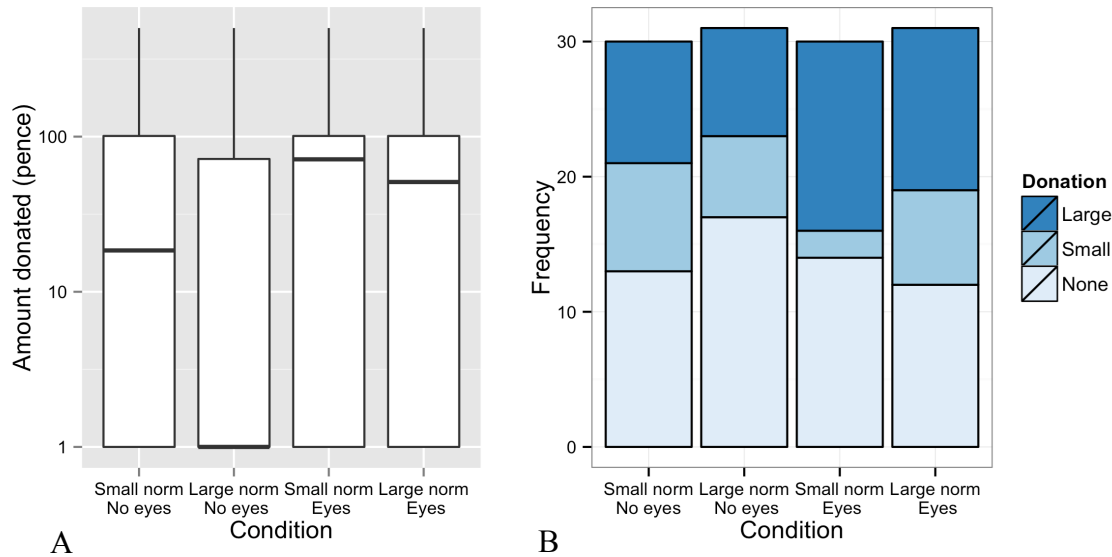 Amount donated (pence)
100
10
1
Small norm Large norm Small norm Large norm
No eyes No eyes Eyes Eyes
Condition
A
Frequency
30
20
10
0
Small norm Large norm Small norm Large norm
No eyes No eyes Eyes Eyes
Condition
B
Donation
Large
Small
None